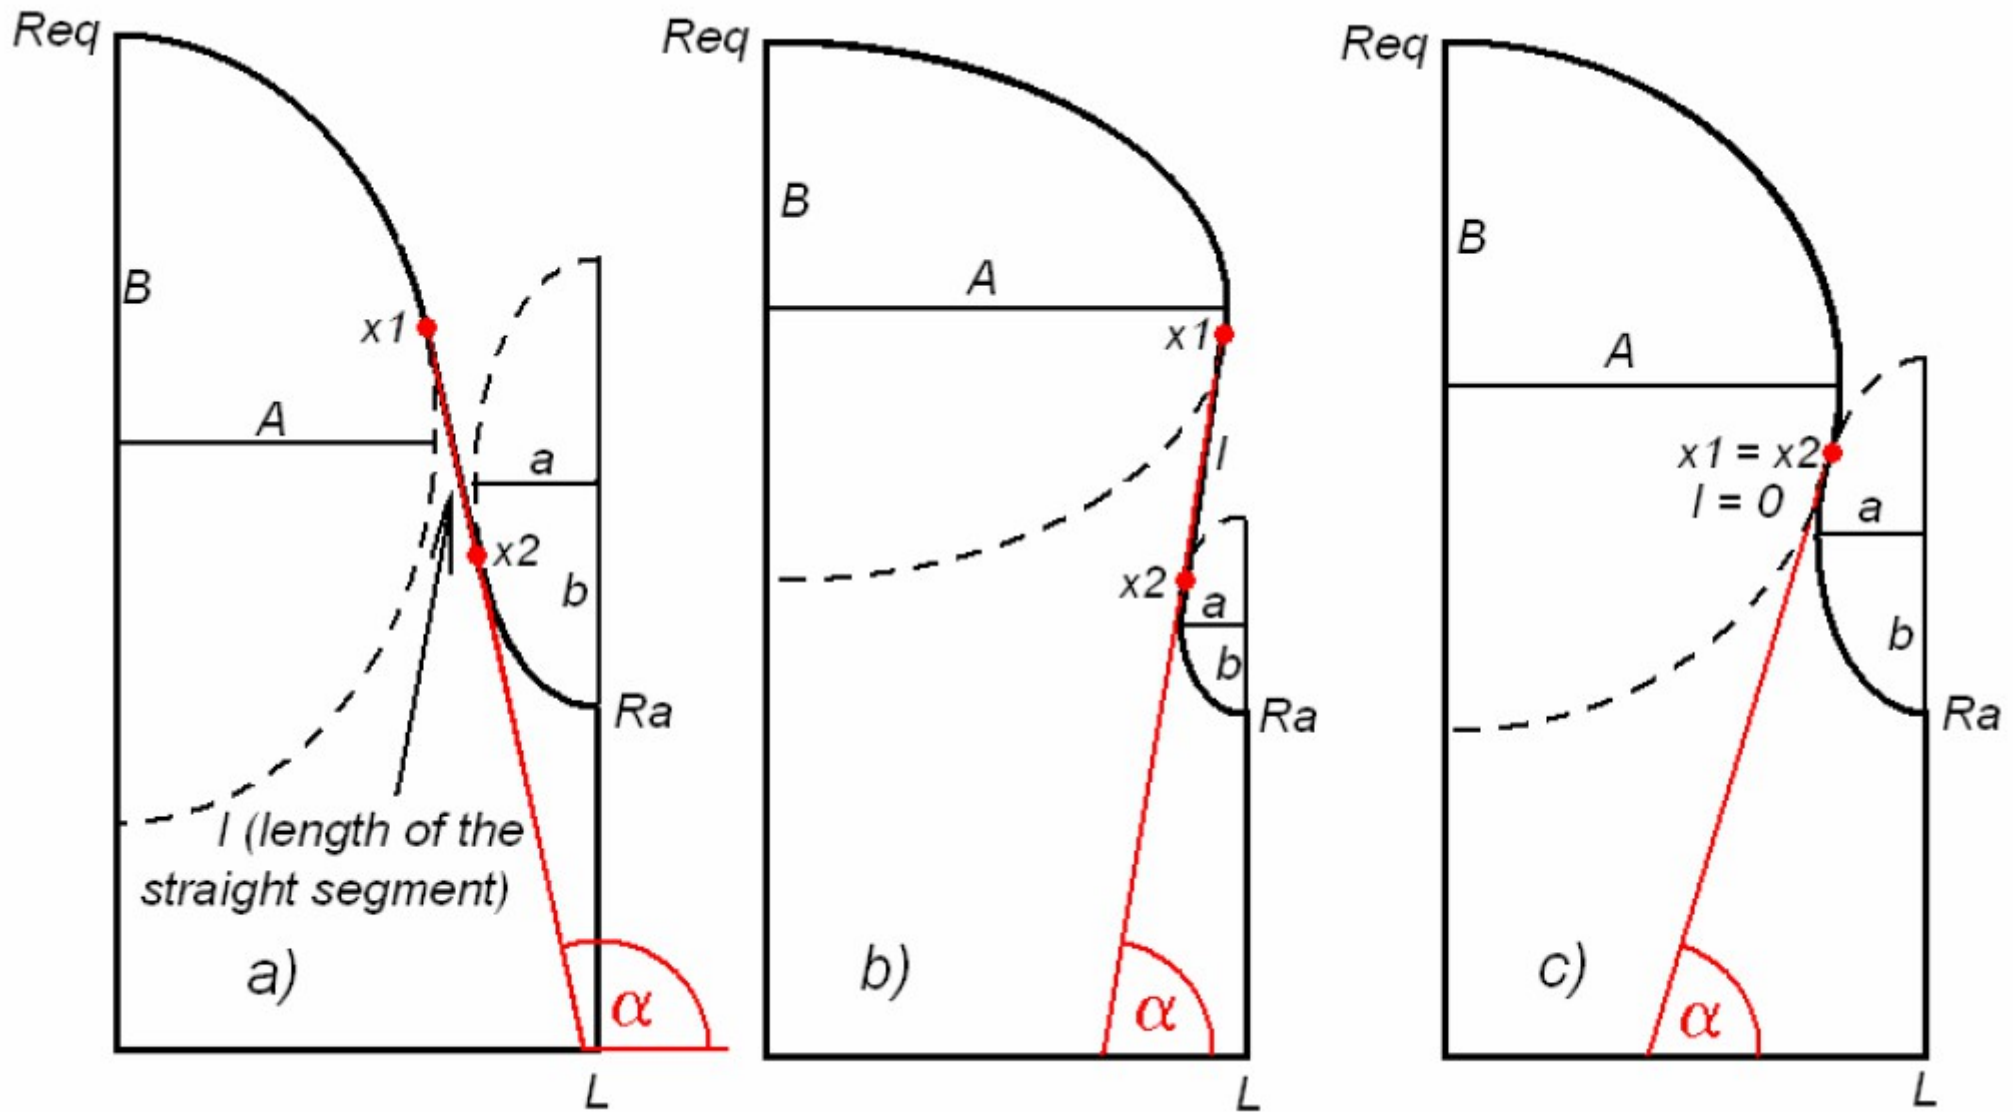 Req
B
x1
A
a
x2
b
Ra
l (length of the
straight segment)
a)
α
L
Req
B
A
x1
l
x2
a
b
Ra
b)
α
L
Req
B
A
x1 = x2
l = 0
a
b
Ra
c)
α
L